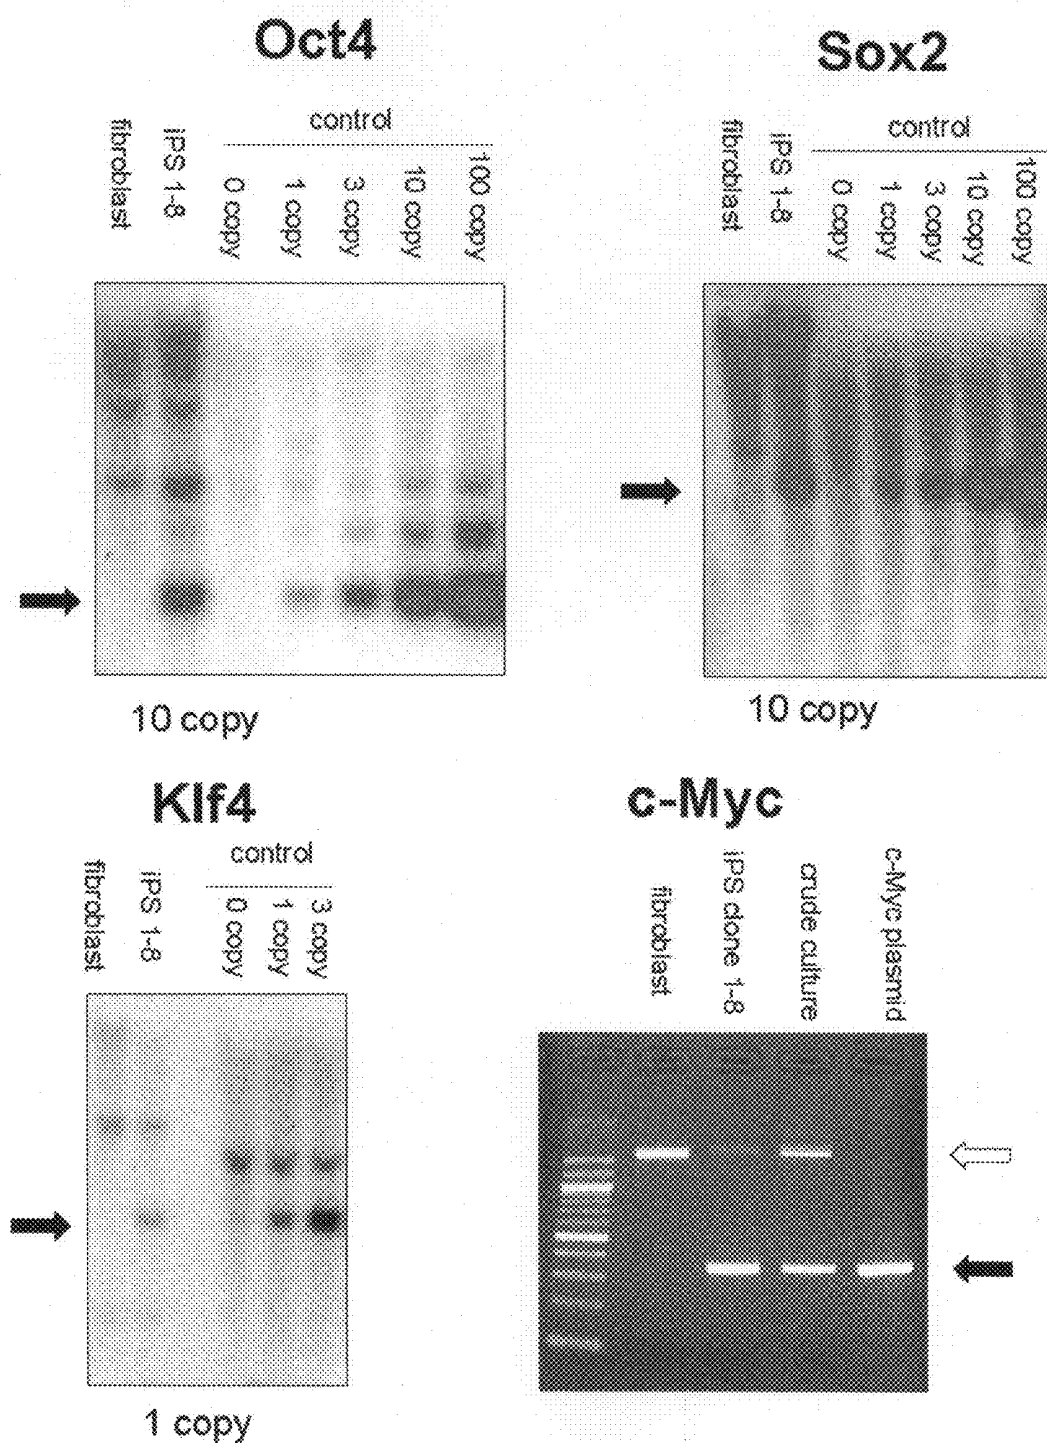 Oct4
control
fibroblast
iPS 1-8
0 copy
1 copy
3 copy
10 copy
100 copy
10 copy
Sox2
control
fibroblast
iPS 1-8
0 copy
1 copy
3 copy
10 copy
100 copy
10 copy
Klf4
control
fibroblast
iPS 1-8
0 copy
1 copy
3 copy
1 copy
c-Myc
fibroblast
iPS clone 1-8
crude culture
c-Myc plasmid